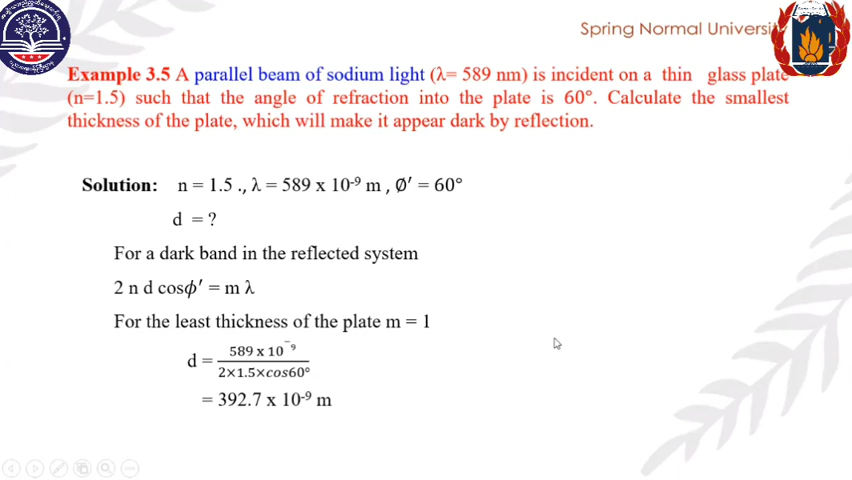 Spring Normal Universi
Example 3.5 A parallel beam of sodium light (λ= 589 nm) is incident on a thin glass plate
(n=1.5) such that the angle of refraction into the plate is 60°. Calculate the smallest
thickness of the plate, which will make it appear dark by reflection.
Solution: n = 1.5 ., λ = 589 x 10⁻⁹ m , Ø′ = 60°
d = ?
For a dark band in the reflected system
2 n d cosϕ′ = m λ
For the least thickness of the plate m = 1
d = 589 x 10⁻⁹ / 2×1.5×cos60°
= 392.7 x 10⁻⁹ m